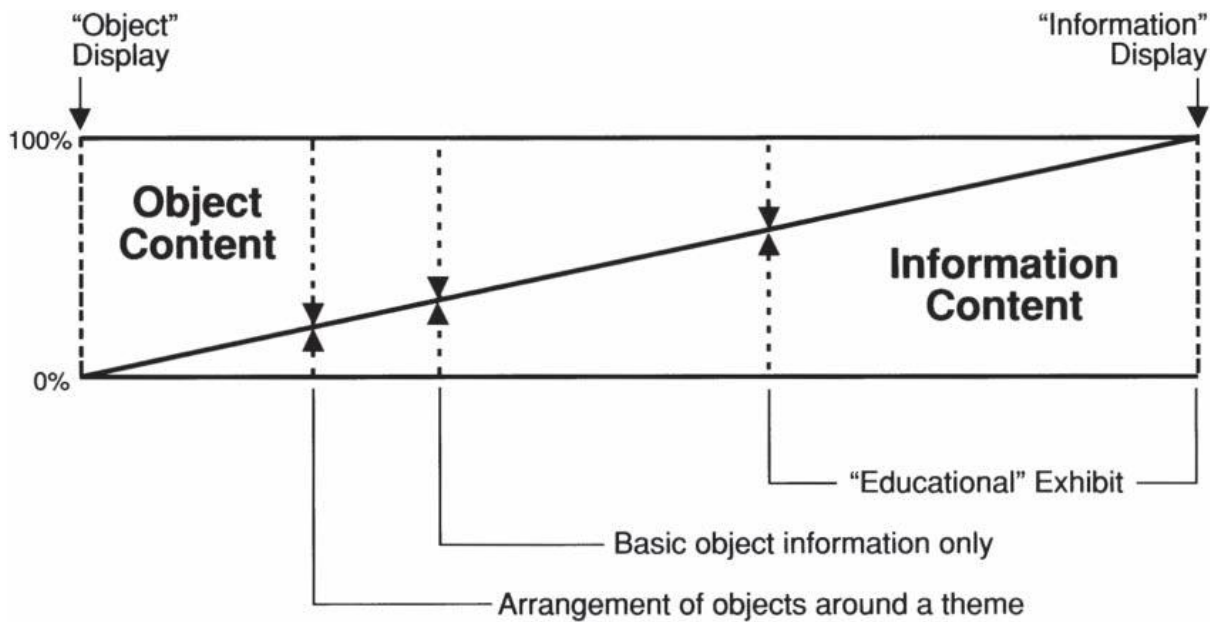 “Object”
Display
“Information”
Display
100%
Object
Content
Information
Content
0%
“Educational” Exhibit
Basic object information only
Arrangement of objects around a theme